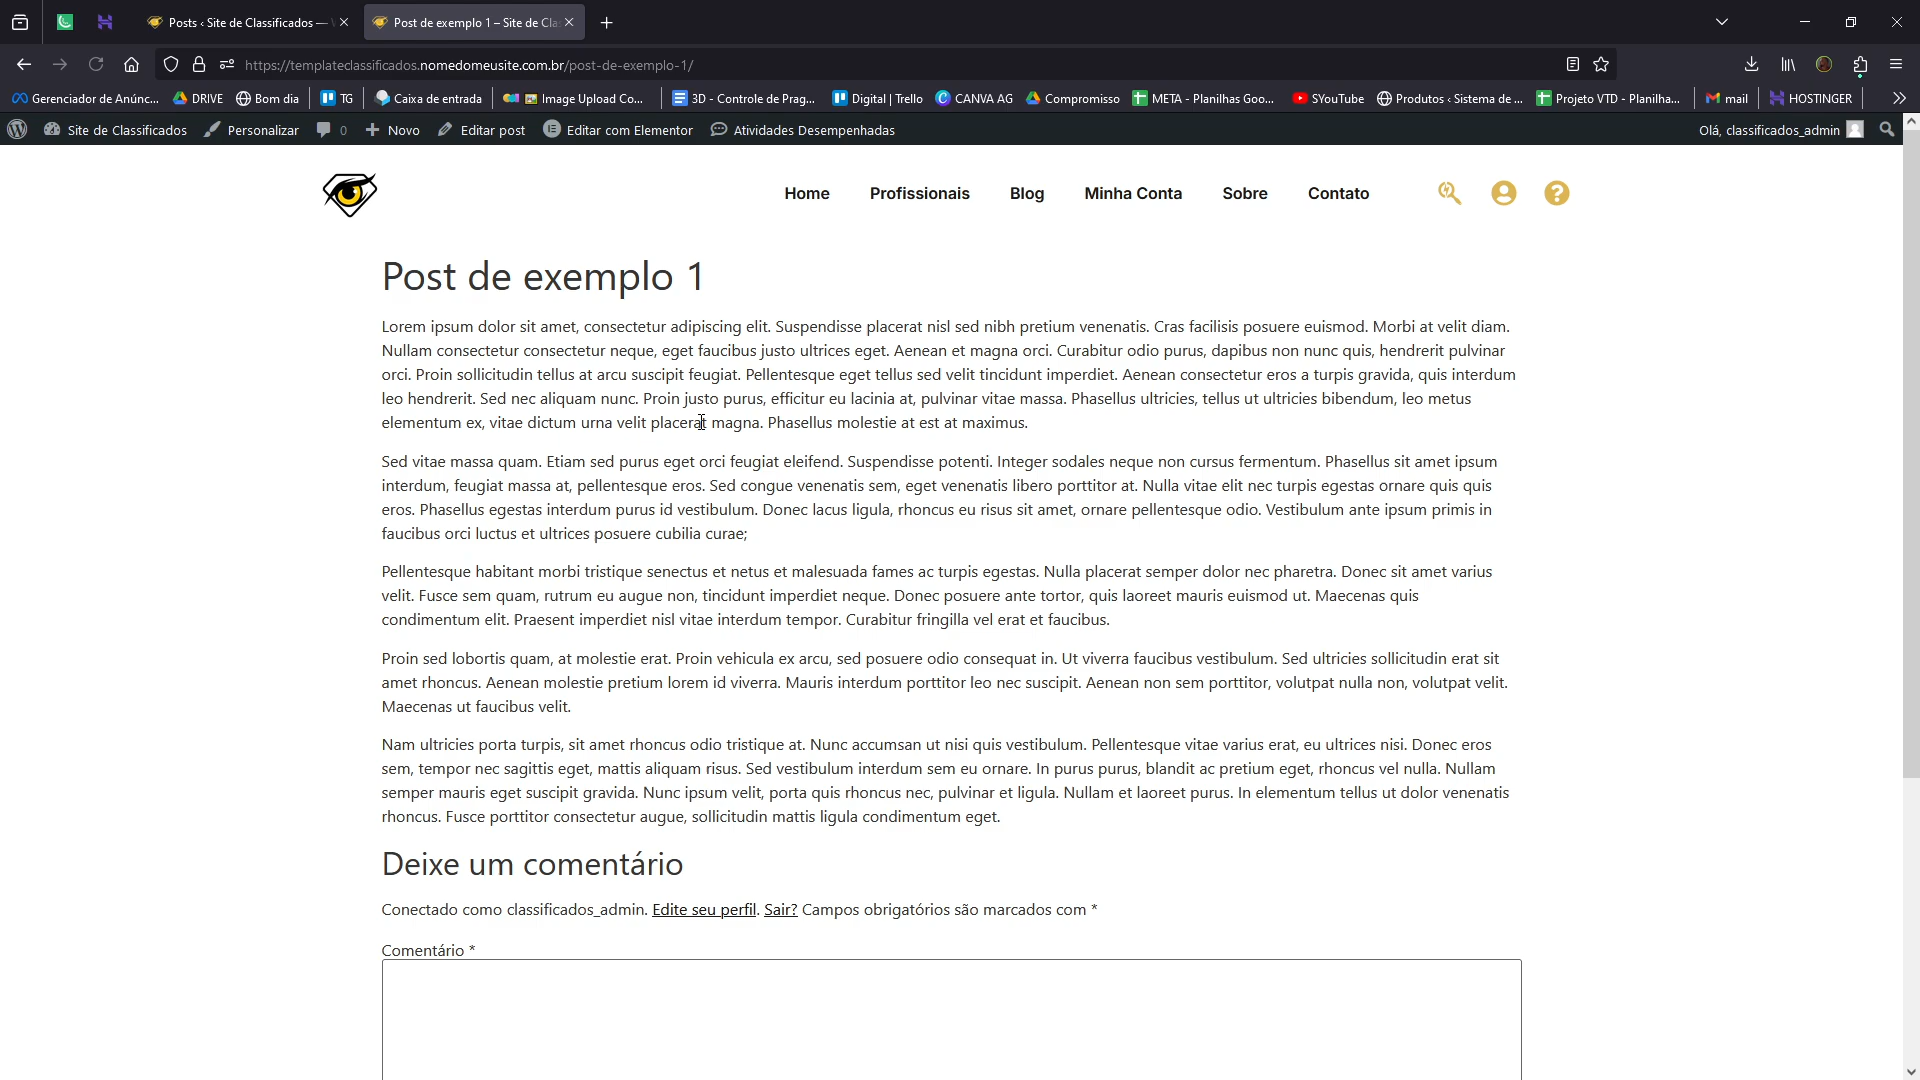 Posts ‹ Site de Classificados —
Post de exemplo 1 – Site de Cla
https://templateclassificados.nomedomeusite.com.br/post-de-exemplo-1/
Gerenciador de Anúnc... DRIVE Bom dia TG Caixa de entrada Image Upload Co... 3D - Controle de Prag... Digital | Trello CANVA AG Compromisso META - Planilhas Goo... SYouTube Produtos ‹ Sistema de ... Projeto VTD - Planilha... mail HOSTINGER
Site de Classificados Personalizar 0 Novo Editar post Editar com Elementor Atividades Desempenhadas Olá, classificados_admin
Home Profissionais Blog Minha Conta Sobre Contato
Post de exemplo 1
Lorem ipsum dolor sit amet, consectetur adipiscing elit. Suspendisse placerat nisl sed nibh pretium venenatis. Cras facilisis posuere euismod. Morbi at velit diam.
Nullam consectetur consectetur neque, eget faucibus justo ultrices eget. Aenean et magna orci. Curabitur odio purus, dapibus non nunc quis, hendrerit pulvinar
orci. Proin sollicitudin tellus at arcu suscipit feugiat. Pellentesque eget tellus sed velit tincidunt imperdiet. Aenean consectetur eros a turpis gravida, quis interdum
leo hendrerit. Sed nec aliquam nunc. Proin justo purus, efficitur eu lacinia at, pulvinar vitae massa. Phasellus ultricies, tellus ut ultricies bibendum, leo metus
elementum ex, vitae dictum urna velit placerat magna. Phasellus molestie at est at maximus.
Sed vitae massa quam. Etiam sed purus eget orci feugiat eleifend. Suspendisse potenti. Integer sodales neque non cursus fermentum. Phasellus sit amet ipsum
interdum, feugiat massa at, pellentesque eros. Sed congue venenatis sem, eget venenatis libero porttitor at. Nulla vitae elit nec turpis egestas ornare quis quis
eros. Phasellus egestas interdum purus id vestibulum. Donec lacus ligula, rhoncus eu risus sit amet, ornare pellentesque odio. Vestibulum ante ipsum primis in
faucibus orci luctus et ultrices posuere cubilia curae;
Pellentesque habitant morbi tristique senectus et netus et malesuada fames ac turpis egestas. Nulla placerat semper dolor nec pharetra. Donec sit amet varius
velit. Fusce sem quam, rutrum eu augue non, tincidunt imperdiet neque. Donec posuere ante tortor, quis laoreet mauris euismod ut. Maecenas quis
condimentum elit. Praesent imperdiet nisl vitae interdum tempor. Curabitur fringilla vel erat et faucibus.
Proin sed lobortis quam, at molestie erat. Proin vehicula ex arcu, sed posuere odio consequat in. Ut viverra faucibus vestibulum. Sed ultricies sollicitudin erat sit
amet rhoncus. Aenean molestie pretium lorem id viverra. Mauris interdum porttitor leo nec suscipit. Aenean non sem porttitor, volutpat nulla non, volutpat velit.
Maecenas ut faucibus velit.
Nam ultricies porta turpis, sit amet rhoncus odio tristique at. Nunc accumsan ut nisi quis vestibulum. Pellentesque vitae varius erat, eu ultrices nisi. Donec eros
sem, tempor nec sagittis eget, mattis aliquam risus. Sed vestibulum interdum sem eu ornare. In purus purus, blandit ac pretium eget, rhoncus vel nulla. Nullam
semper mauris eget suscipit gravida. Nunc ipsum velit, porta quis rhoncus nec, pulvinar et ligula. Nullam et laoreet purus. In elementum tellus ut dolor venenatis
rhoncus. Fusce porttitor consectetur augue, sollicitudin mattis ligula condimentum eget.
Deixe um comentário
Conectado como classificados_admin. Edite seu perfil. Sair? Campos obrigatórios são marcados com *
Comentário *